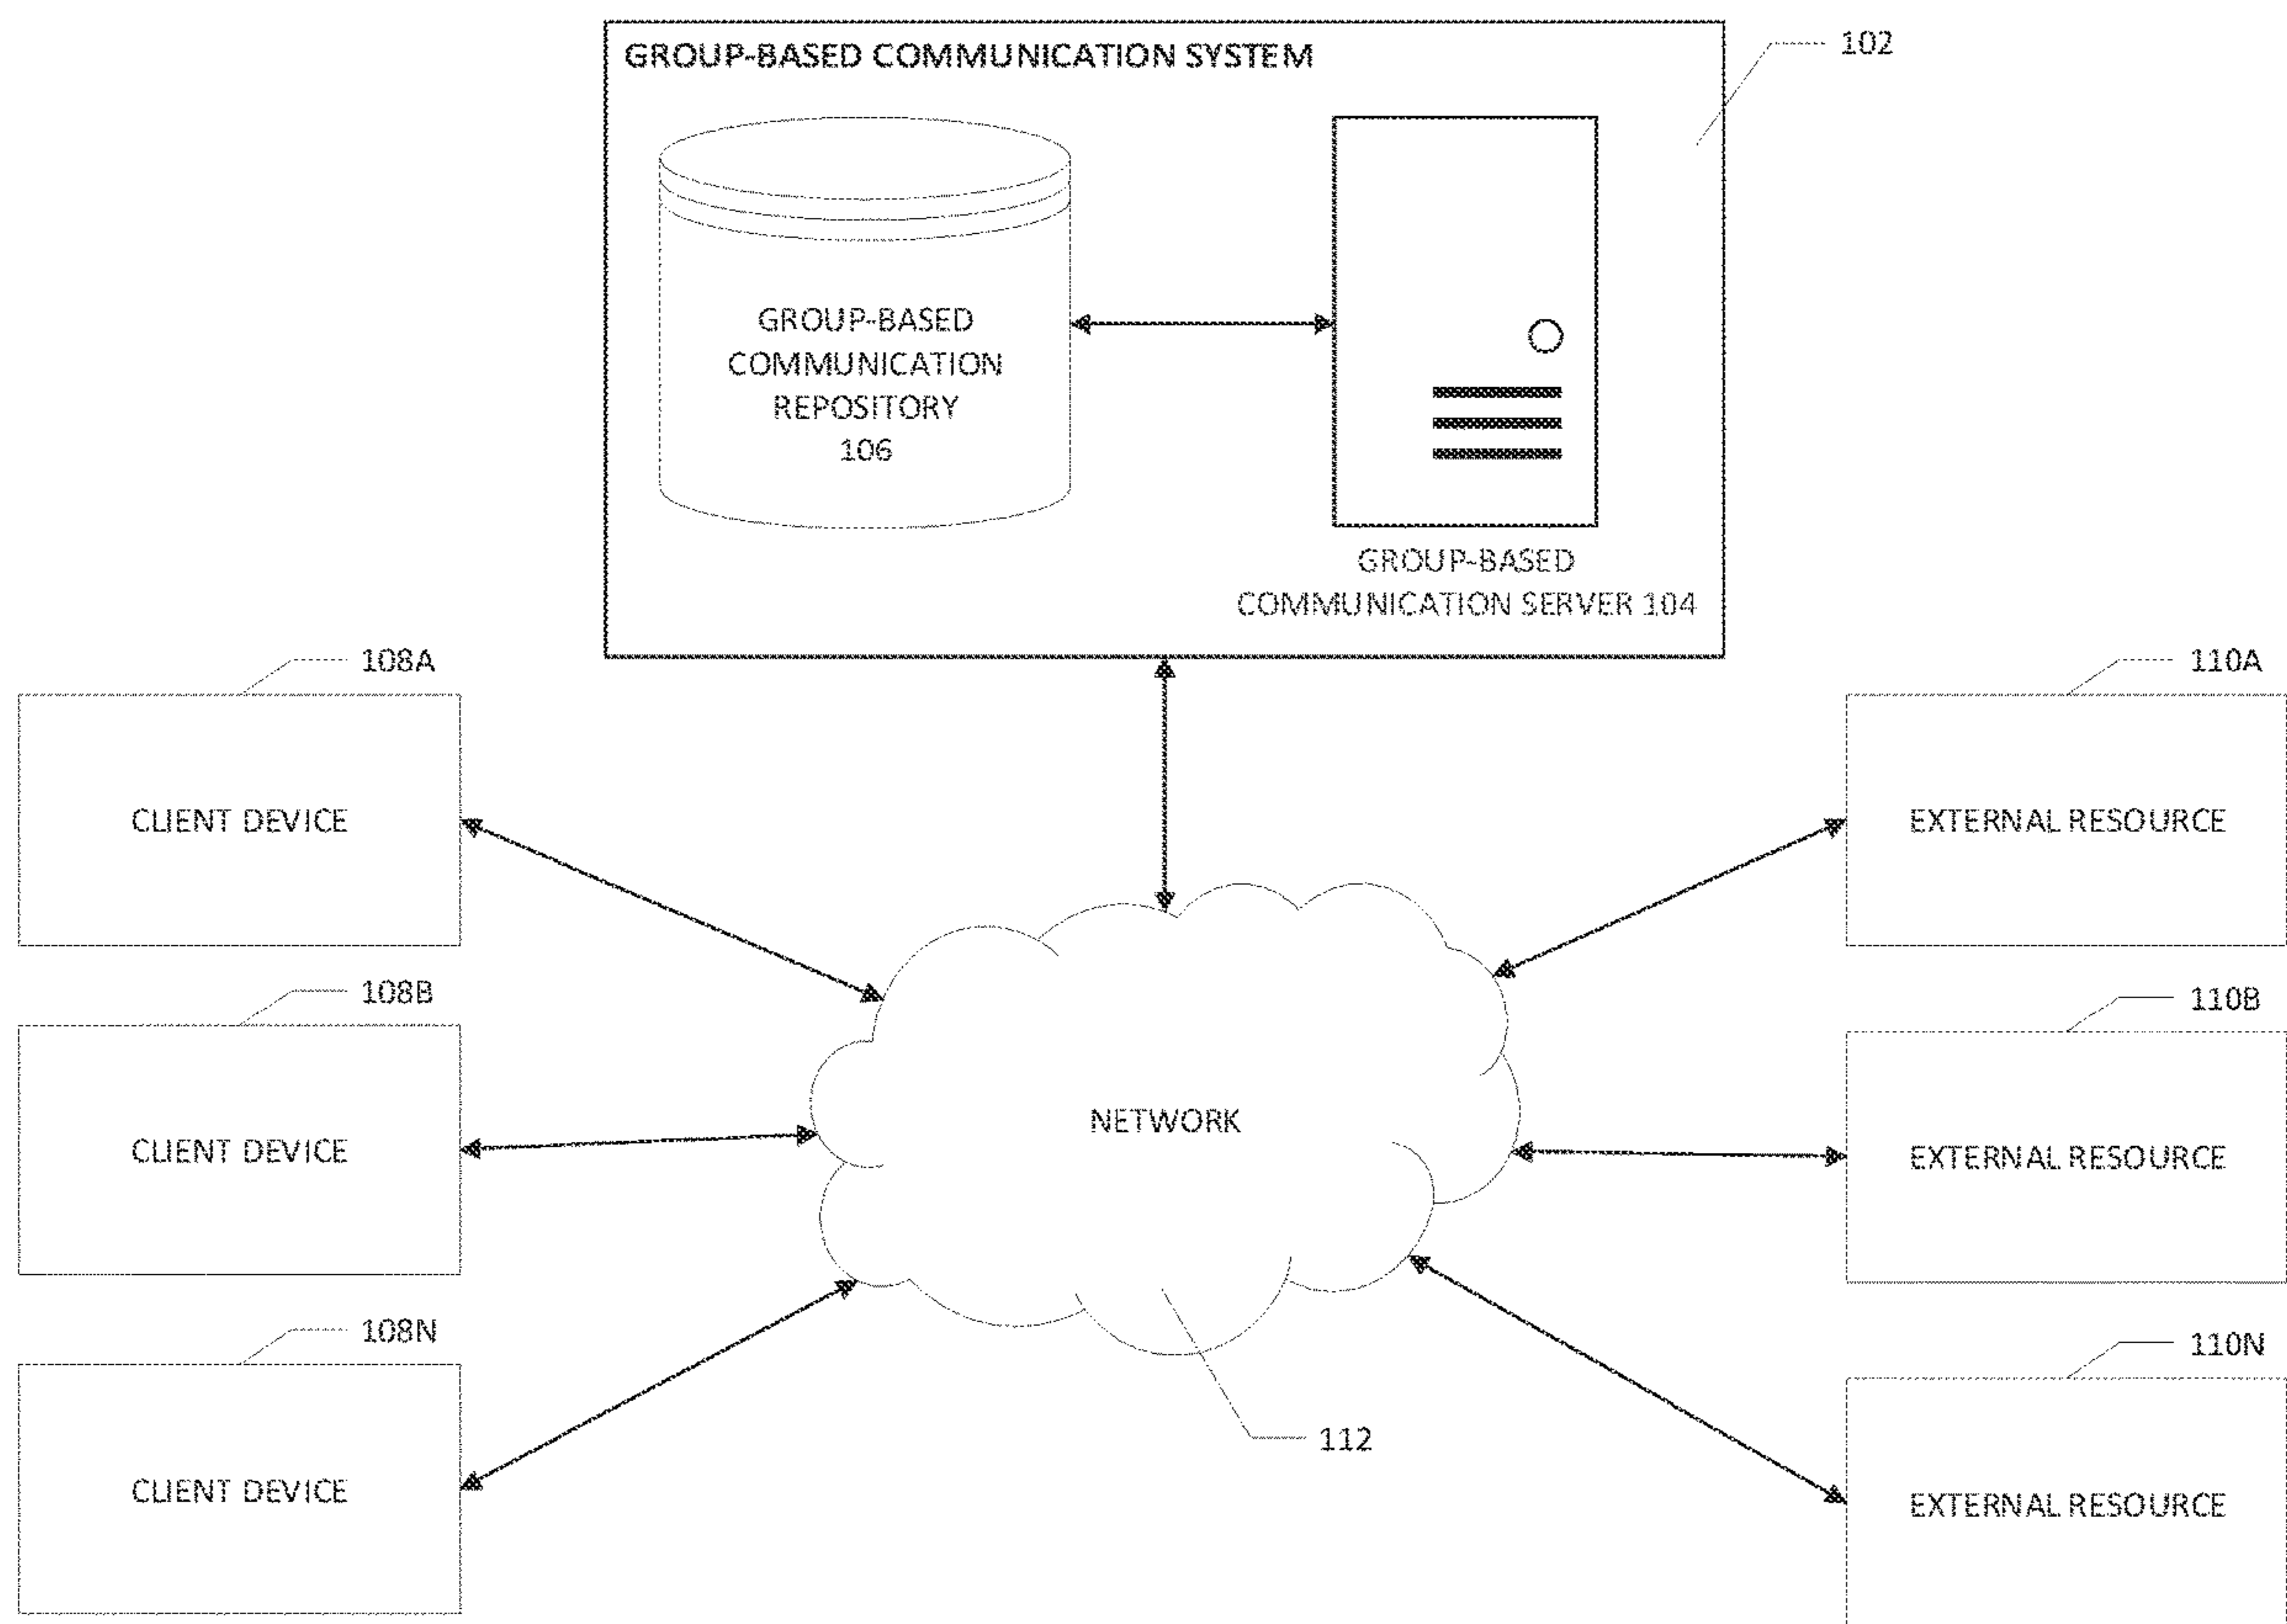 GROUP-BASED COMMUNICATION SYSTEM
102
GROUP-BASED
COMMUNICATION
REPOSITORY
106
GROUP-BASED
COMMUNICATION SERVER 104
108A
CLIENT DEVICE
108B
CLIENT DEVICE
108N
CLIENT DEVICE
NETWORK
112
110A
EXTERNAL RESOURCE
110B
EXTERNAL RESOURCE
110N
EXTERNAL RESOURCE